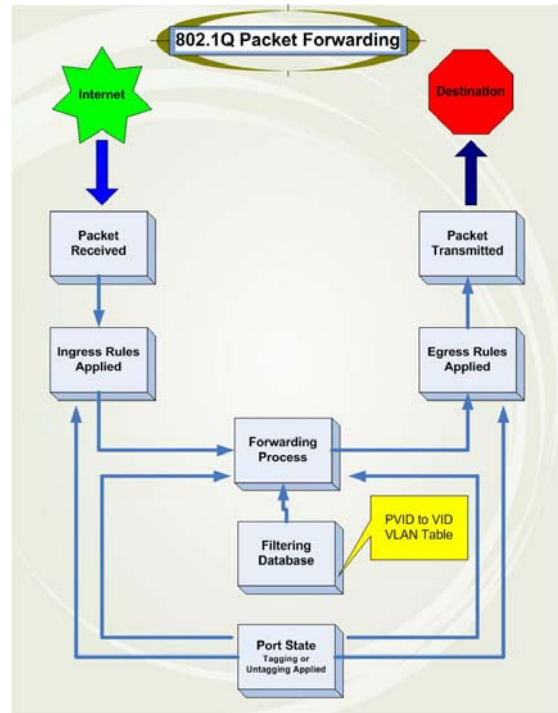 802.1Q Packet Forwarding
Internet
Destination
Packet
Received
Packet
Transmitted
Ingress Rules
Applied
Egress Rules
Applied
Forwarding
Process
PVID to VID
VLAN Table
Filtering
Database
Port State
Tagging or
Untagging Applied